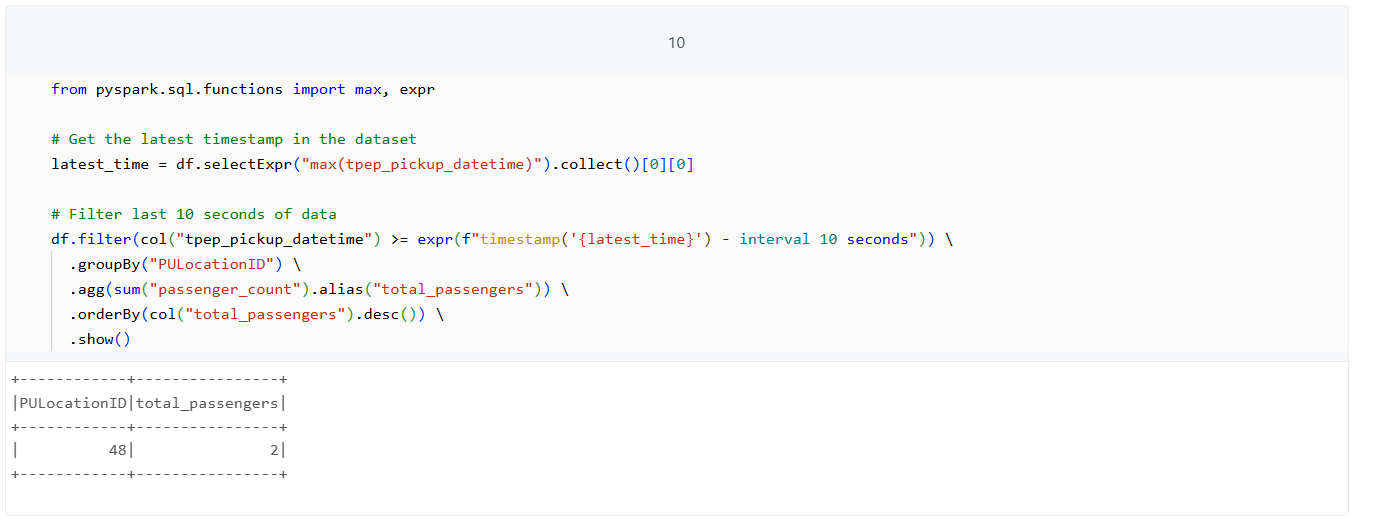 10
from pyspark.sql.functions import max, expr
# Get the latest timestamp in the dataset
latest_time = df.selectExpr("max(tpep_pickup_datetime)").collect()[0][0]
# Filter last 10 seconds of data
df.filter(col("tpep_pickup_datetime") >= expr(f"timestamp('{latest_time}') - interval 10 seconds")) \
.groupBy("PULocationID") \
.agg(sum("passenger_count").alias("total_passengers")) \
.orderBy(col("total_passengers").desc()) \
.show()
+------------+----------------+
|PULocationID|total_passengers|
+------------+----------------+
|          48|               2|
+------------+----------------+